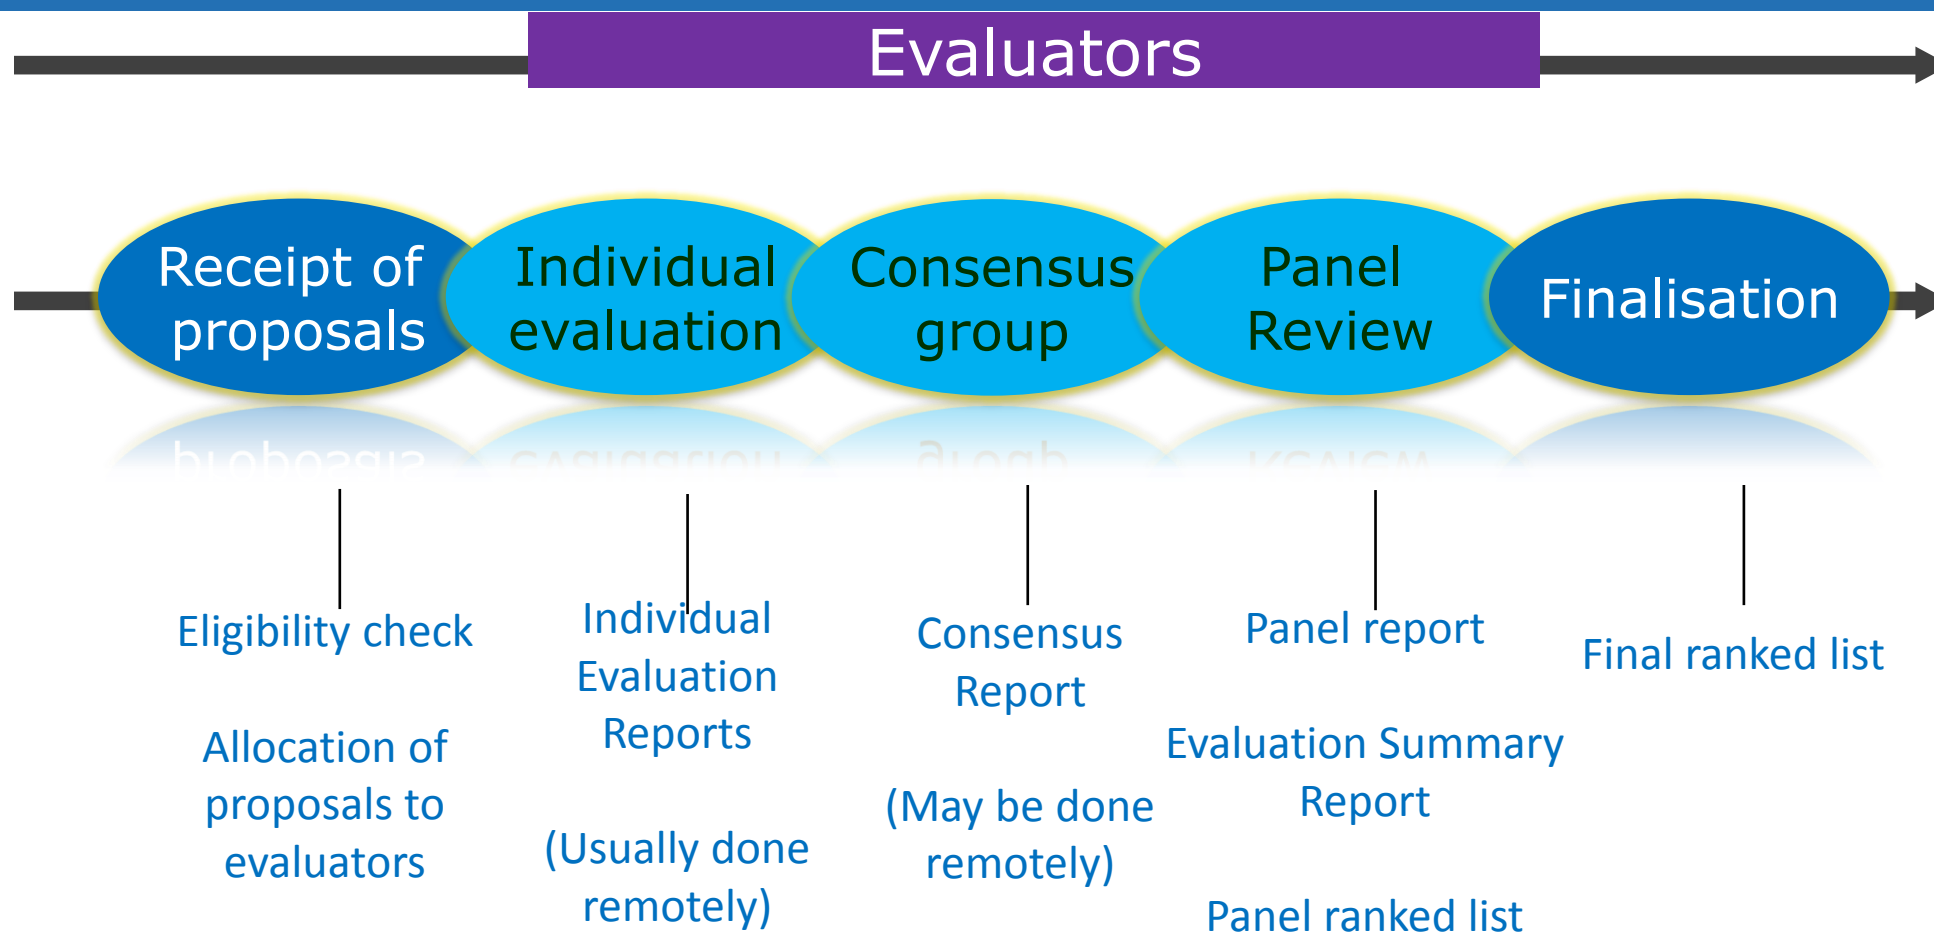 Evaluators
Receipt of
proposals
Individual
evaluation
Consensus
group
Panel
Review
Finalisation
Eligibility check
Allocation of
proposals to
evaluators
Individual
Evaluation
Reports
(Usually done
remotely)
Consensus
Report
(May be done
remotely)
Panel report
Evaluation Summary
Report
Panel ranked list
Final ranked list